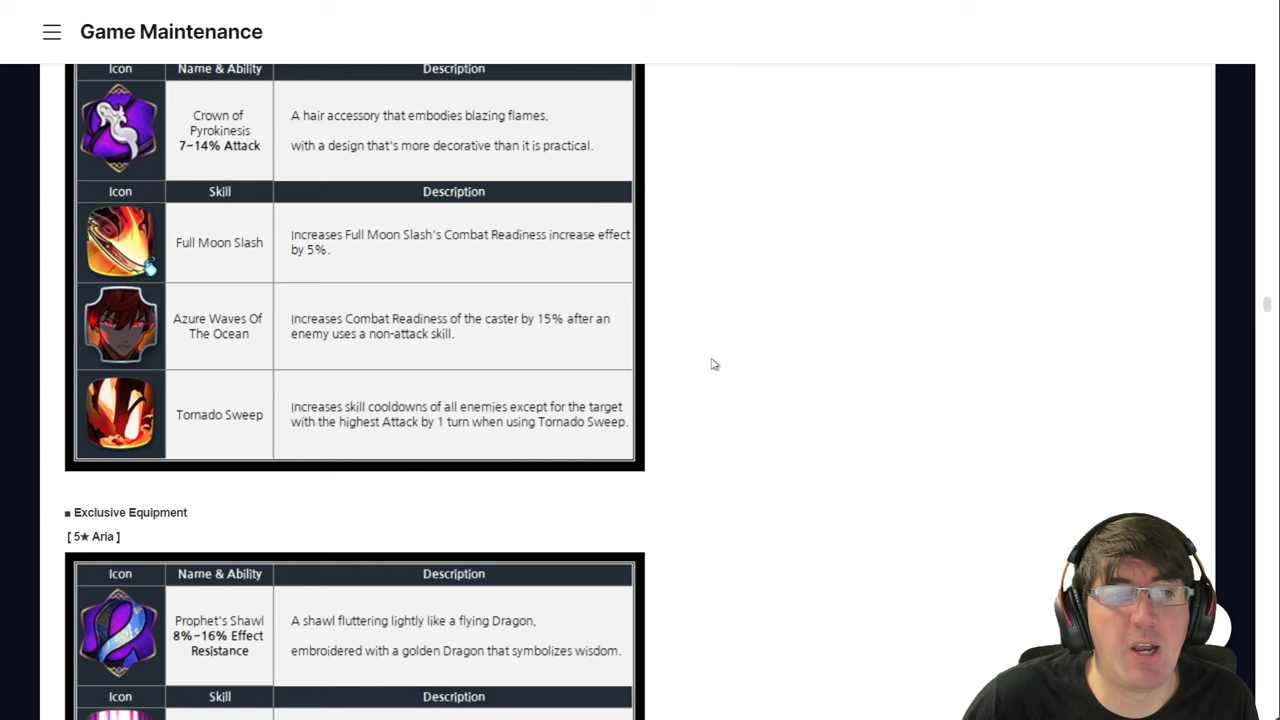 Game Maintenance
Icon Name & Ability Description
Crown of
Pyrokinesis
7~14% Attack
A hair accessory that embodies blazing flames,
with a design that's more decorative than it is practical.
Icon Skill Description
Full Moon Slash
Increases Full Moon Slash's Combat Readiness increase effect
by 5%.
Azure Waves Of
The Ocean
Increases Combat Readiness of the caster by 15% after an
enemy uses a non-attack skill.
Tornado Sweep
Increases skill cooldowns of all enemies except for the target
with the highest Attack by 1 turn when using Tornado Sweep.
■ Exclusive Equipment
[ 5★ Aria ]
Icon Name & Ability Description
Prophet's Shawl
8%~16% Effect
Resistance
A shawl fluttering lightly like a flying Dragon,
embroidered with a golden Dragon that symbolizes wisdom.
Icon Skill Description